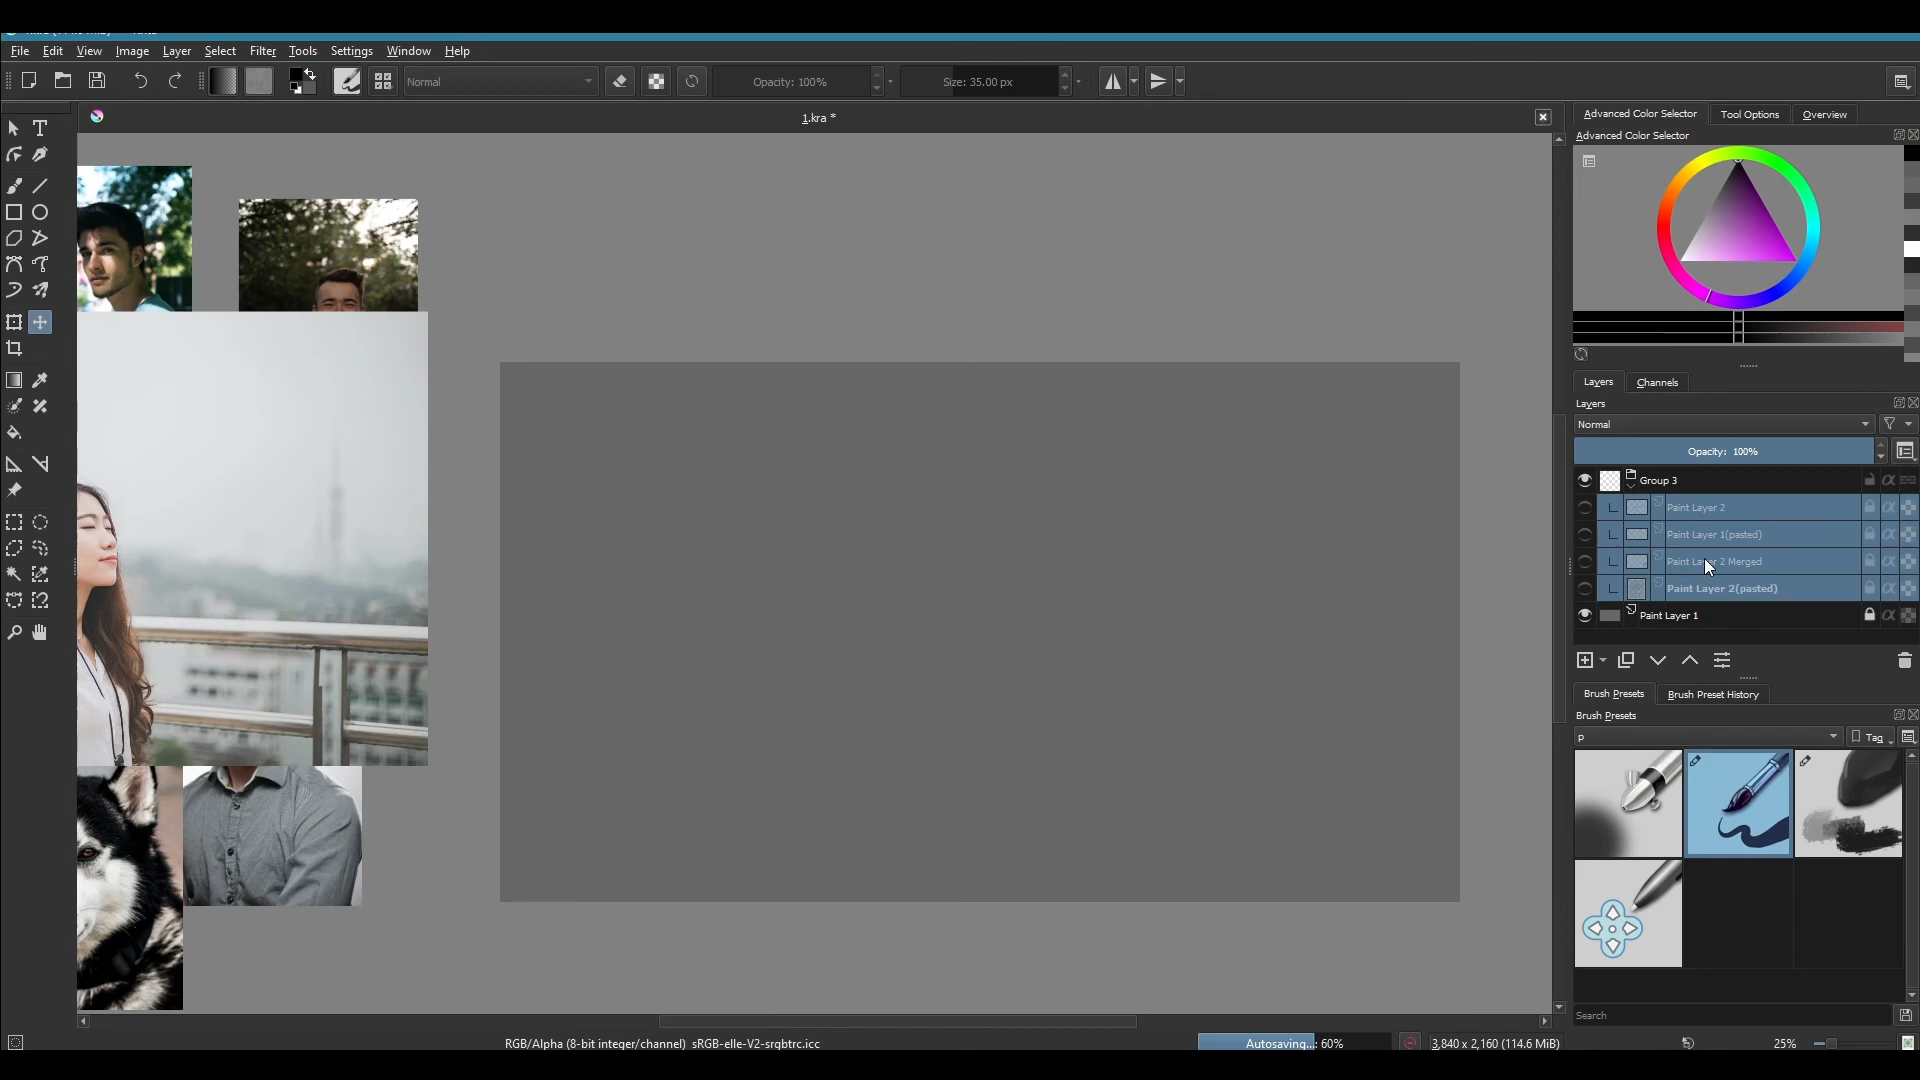 File Edit View Image Layer Select Filter Tools Settings Window Help
Normal Opacity: 100% Size: 35.00 px
1.kra *
Advanced Color Selector Tool Options Overview
Advanced Color Selector
Layers Channels
Layers
Normal
Opacity: 100%
Group 3
Paint Layer 2
Paint Layer 1(pasted)
Paint Layer 2 Merged
Paint Layer 2(pasted)
Paint Layer 1
Brush Presets Brush Preset History
Brush Presets
p Tag
Search
RGB/Alpha (8-bit integer/channel) sRGB-elle-V2-srgbtrc.icc Autosaving...: 60% 3,840 x 2,160 (114.6 MiB) 25%